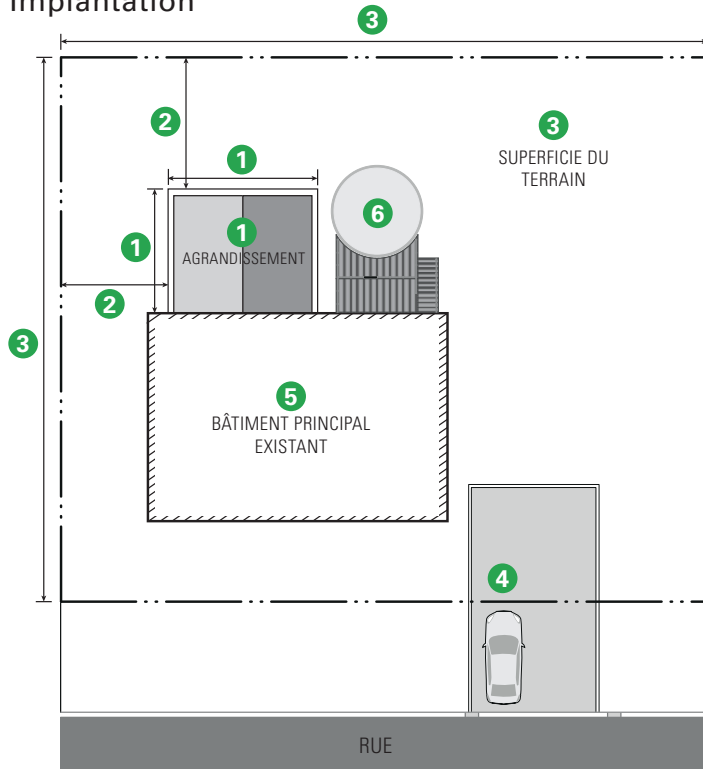 Implantation
3
2
3
SUPERFICIE DU
TERRAIN
1
6
1
1
AGRANDISSEMENT
2
3
5
BÂTIMENT PRINCIPAL
EXISTANT
4
RUE